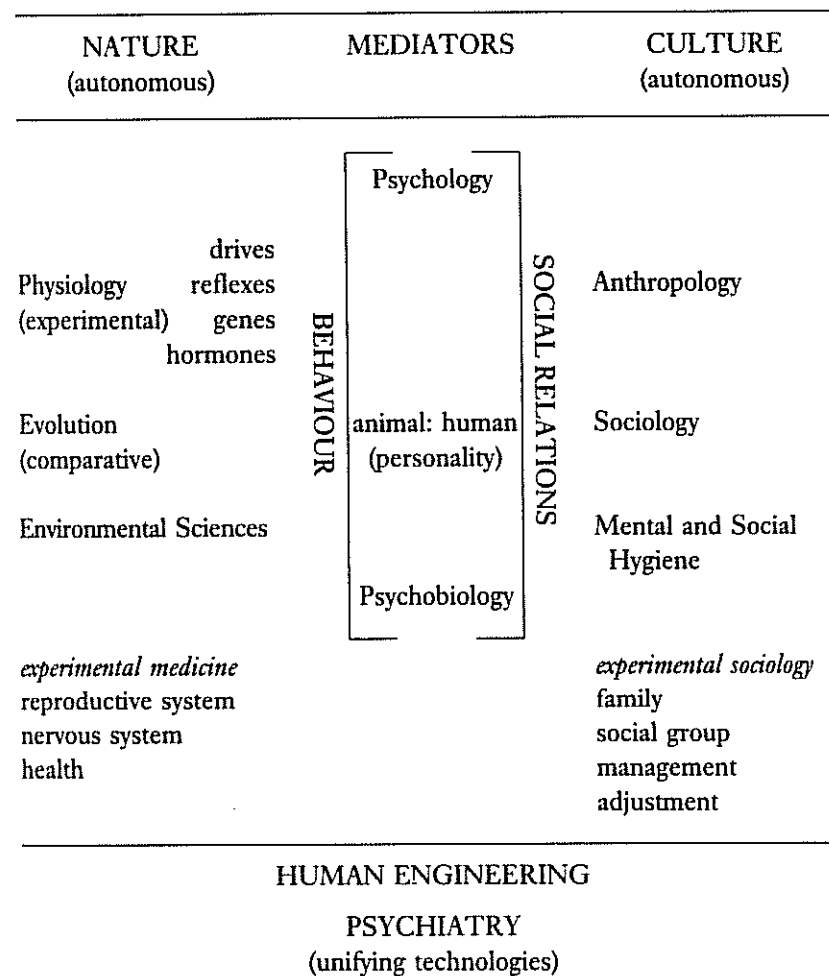 NATURE
(autonomous)
MEDIATORS
CULTURE
(autonomous)
Psychology
drives
Physiology reflexes
(experimental) genes
hormones
BEHAVIOUR
SOCIAL RELATIONS
Anthropology
Evolution
(comparative)
animal: human
(personality)
Sociology
Environmental Sciences
Mental and Social
Hygiene
Psychobiology
experimental medicine
reproductive system
nervous system
health
experimental sociology
family
social group
management
adjustment
HUMAN ENGINEERING
PSYCHIATRY
(unifying technologies)